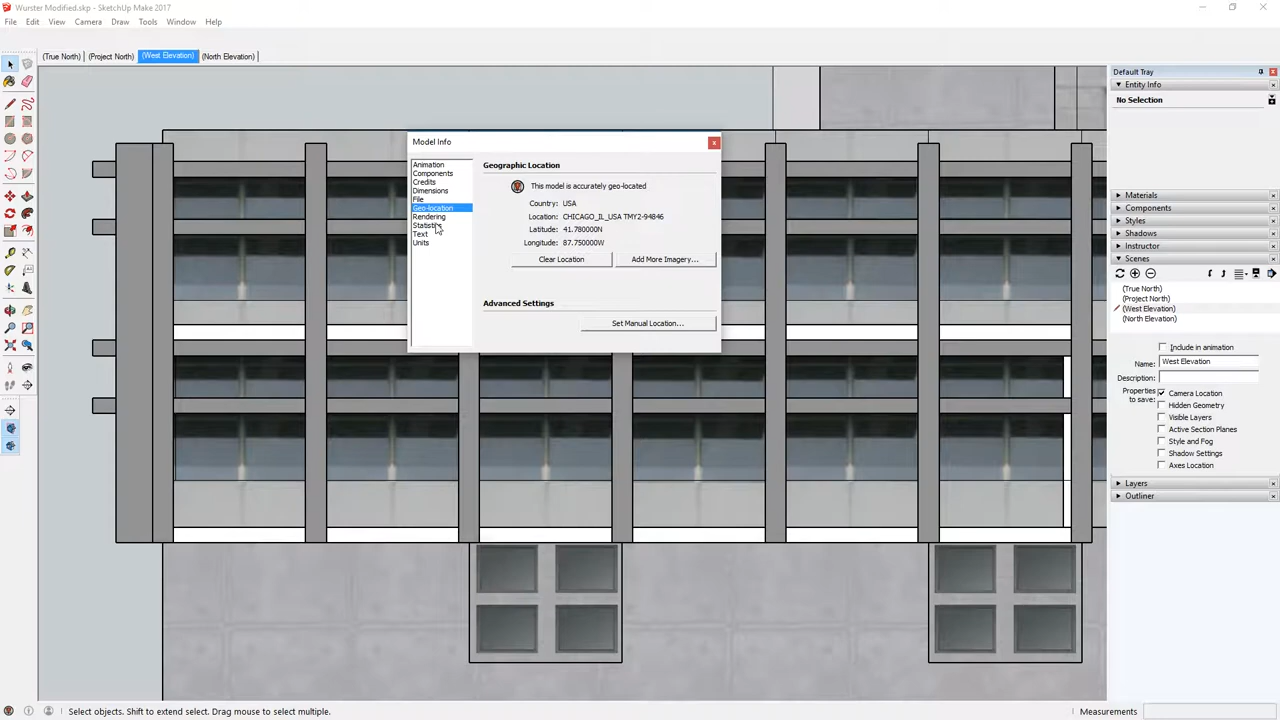 Wurster Modified.skp - SketchUp Make 2017
File Edit View Camera Draw Tools Window Help
(True North) (Project North) (West Elevation) (North Elevation)
Model Info
Animation
Components
Credits
Dimensions
File
Geo-location
Rendering
Statistics
Text
Units
Geographic Location
This model is accurately geo-located
Country: USA
Location: CHICAGO_IL_USA TMY2-94846
Latitude: 41.780000N
Longitude: 87.750000W
Clear Location Add More Imagery...
Advanced Settings
Set Manual Location...
Default Tray
Entity Info
No Selection
Materials
Components
Styles
Shadows
Instructor
Scenes
(True North)
(Project North)
(West Elevation)
(North Elevation)
Include in animation
Name: West Elevation
Description:
Properties to save:
Camera Location
Hidden Geometry
Visible Layers
Active Section Planes
Style and Fog
Shadow Settings
Axes Location
Layers
Outliner
Select objects. Shift to extend select. Drag mouse to select multiple.
Measurements